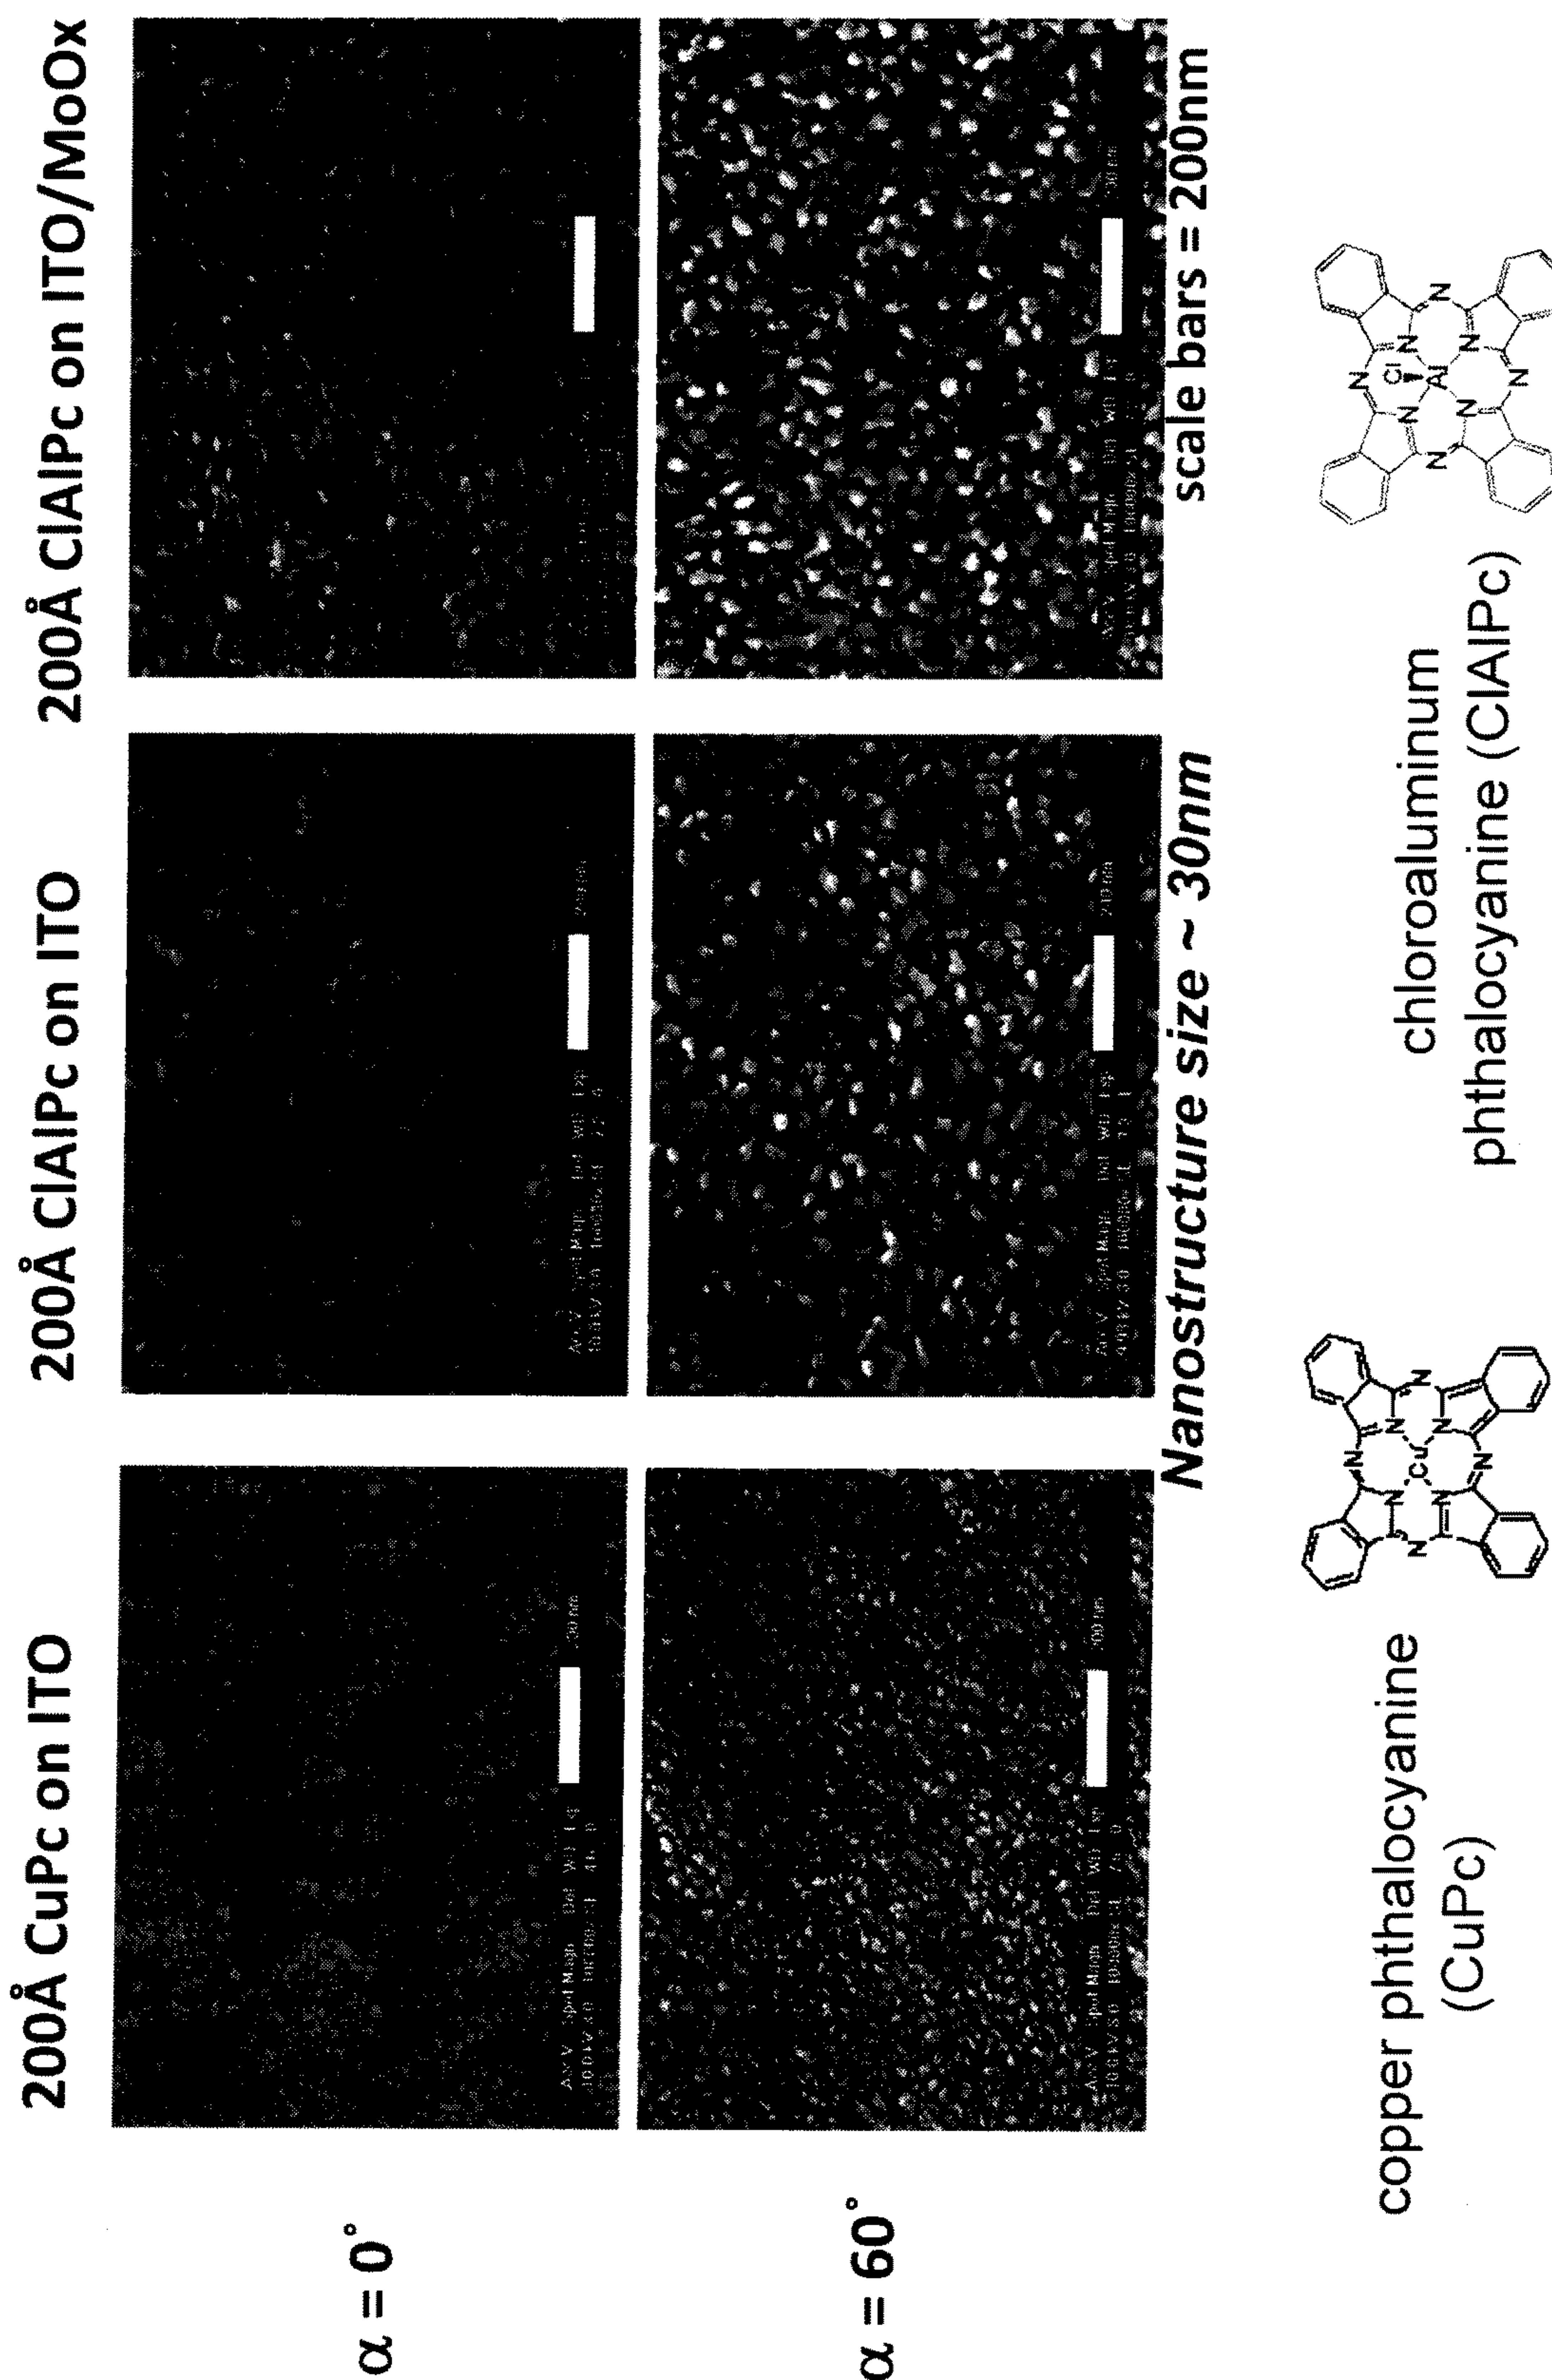 200Å CuPc on ITO
200Å ClAlPc on ITO
200Å ClAlPc on ITO/MoOx
α = 0°
α = 60°
Nanostructure size ~ 30nm
scale bars = 200nm
copper phthalocyanine
(CuPc)
N
N
N
N
Cu
N
N
N
N
chloroaluminum
phthalocyanine (ClAlPc)
N
N
N
Cl
Al
N
N
N
N
N